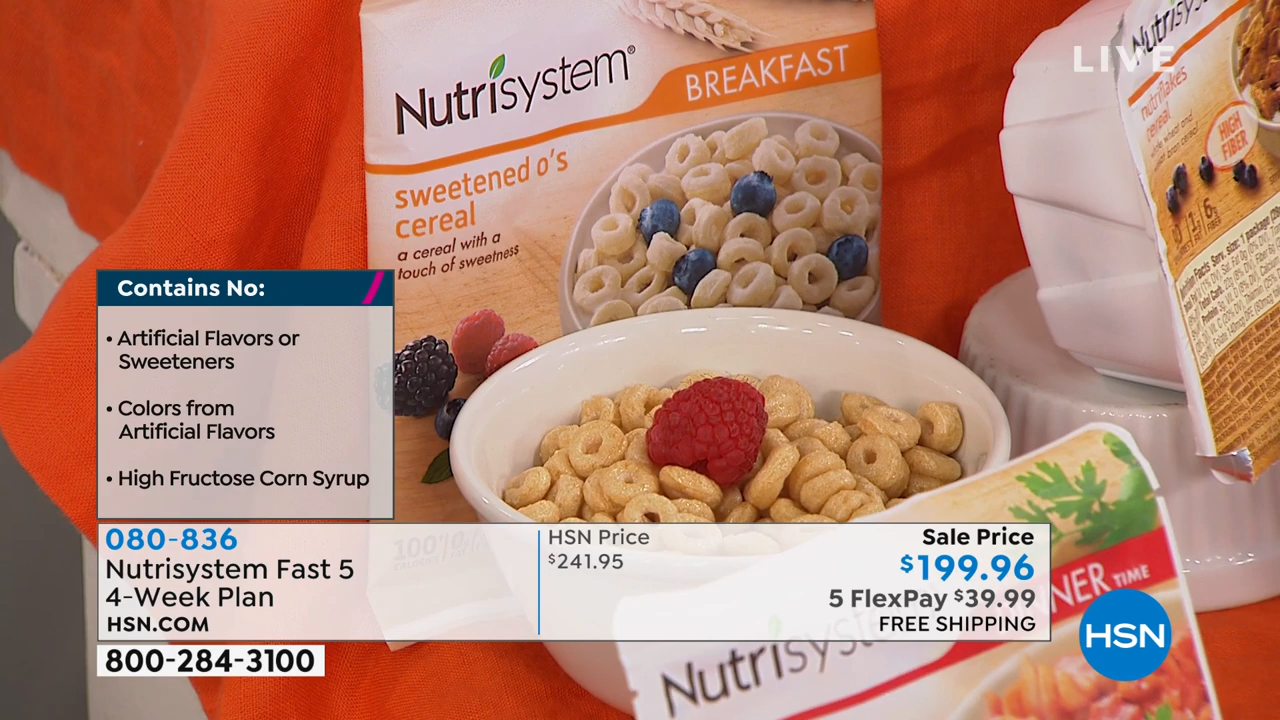 Nutrisystem®
BREAKFAST
sweetened o's
cereal
a cereal with a
touch of sweetness
LIVE
Nutrisys
nutriflakes
cereal
HIGH
FIBER
Contains No:
• Artificial Flavors or
Sweeteners
• Colors from
Artificial Flavors
• High Fructose Corn Syrup
080-836
Nutrisystem Fast 5
4-Week Plan
HSN.COM
800-284-3100
HSN Price
$241.95
Sale Price
$199.96
5 FlexPay $39.99
FREE SHIPPING
HSN
NNER TIME
Nutrisyste